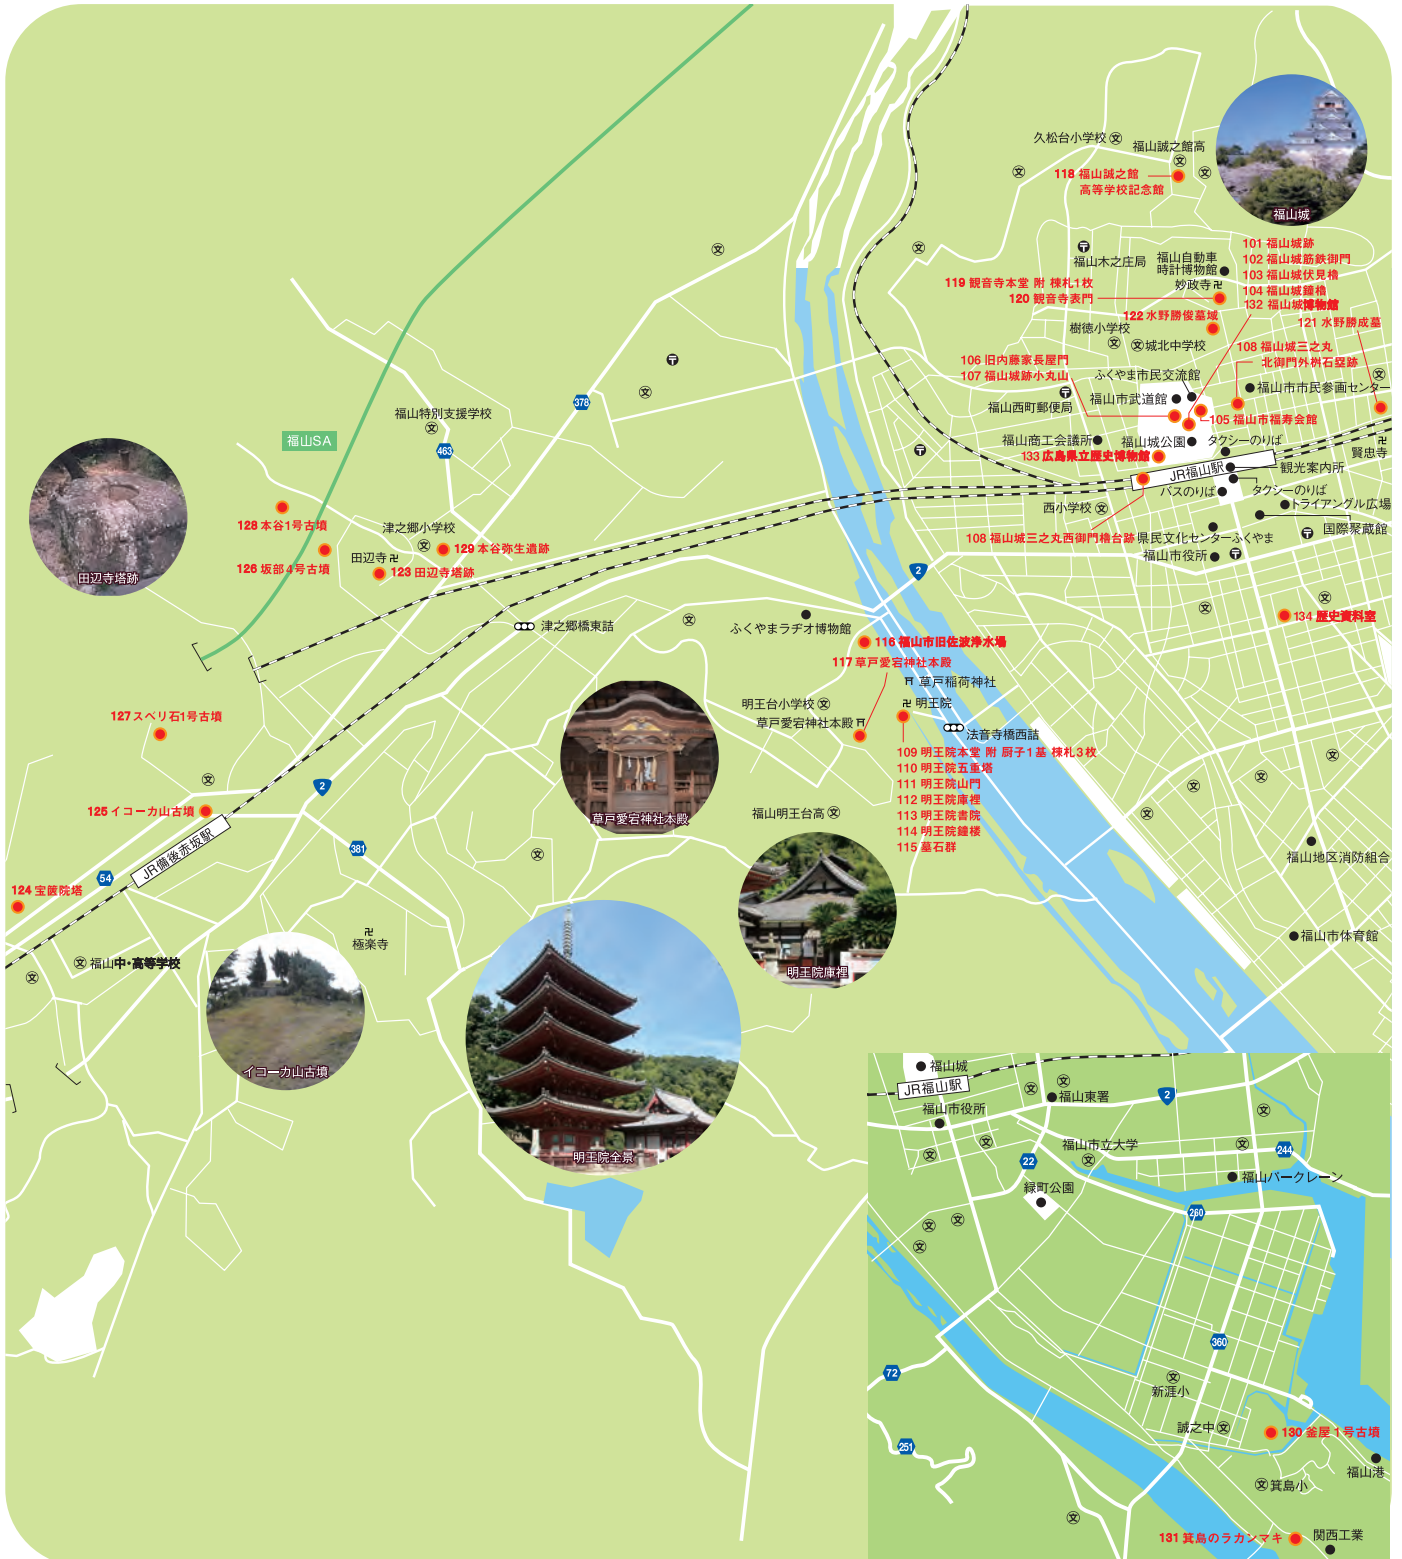 久松台小学校
福山誠之館高
118 福山誠之館
高等学校記念館
福山城
101 福山城跡
102 福山城筋鉄御門
103 福山城伏見櫓
104 福山城鐘櫓
132 福山城博物館
福山木之庄局
福山自動車
時計博物館
妙政寺
119 観音寺本堂 附 棟札1枚
120 観音寺表門
122 水野勝俊墓域
121 水野勝成墓
樹徳小学校
城北中学校
108 福山城三之丸
北御門外枡石塁跡
106 旧内藤家長屋門
107 福山城跡小丸山
ふくやま市民交流館
福山市市民参画センター
福山西町郵便局
福山市武道館
105 福山市福寿会館
福山商工会議所
福山城公園
タクシーのりば
賢忠寺
133 広島県立歴史博物館
JR福山駅
観光案内所
バスのりば
タクシーのりば
トライアングル広場
西小学校
国際聚蔵館
108 福山城三之丸西御門櫓台跡
県民文化センターふくやま
福山市役所
2
134 歴史資料室
378
福山特別支援学校
福山SA
463
田辺寺塔跡
128 本谷1号古墳
津之郷小学校
129 本谷弥生遺跡
126 坂部4号古墳
田辺寺
123 田辺寺塔跡
津之郷橋東詰
ふくやまラヂオ博物館
116 福山市旧佐波浄水場
117 草戸愛宕神社本殿
草戸稲荷神社
明王台小学校
明王院
草戸愛宕神社本殿
法音寺橋西詰
109 明王院本堂 附 厨子1基 棟札3枚
110 明王院五重塔
111 明王院山門
112 明王院庫裡
113 明王院書院
114 明王院鐘楼
115 墓石群
127 スベリ石1号古墳
2
125 イコーカ山古墳
草戸愛宕神社本殿
福山明王台高
JR備後赤坂駅
381
54
124 宝篋院塔
福山地区消防組合
極楽寺
福山市体育館
福山中・高等学校
明王院庫裡
イコーカ山古墳
明王院全景
福山城
JR福山駅
福山市役所
福山東署
2
福山市立大学
244
22
福山パークレーン
緑町公園
260
360
72
新涯小
誠之中
130 釜屋1号古墳
251
福山港
箕島小
131 箕島のラカンマキ
関西工業